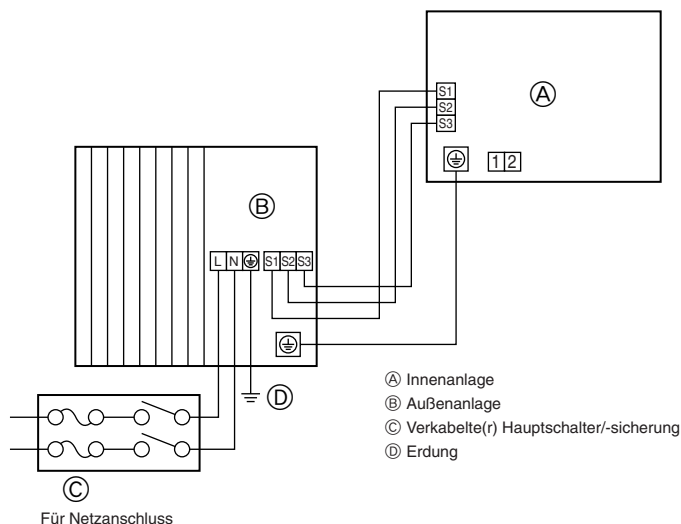 S1
S2
S3
Ⓐ
1 2
Ⓑ
L N S1 S2 S3
Ⓓ
Ⓐ Innenanlage
Ⓑ Außenanlage
Ⓒ Verkabelte(r) Hauptschalter/-sicherung
Ⓓ Erdung
Ⓒ
Für Netzanschluss